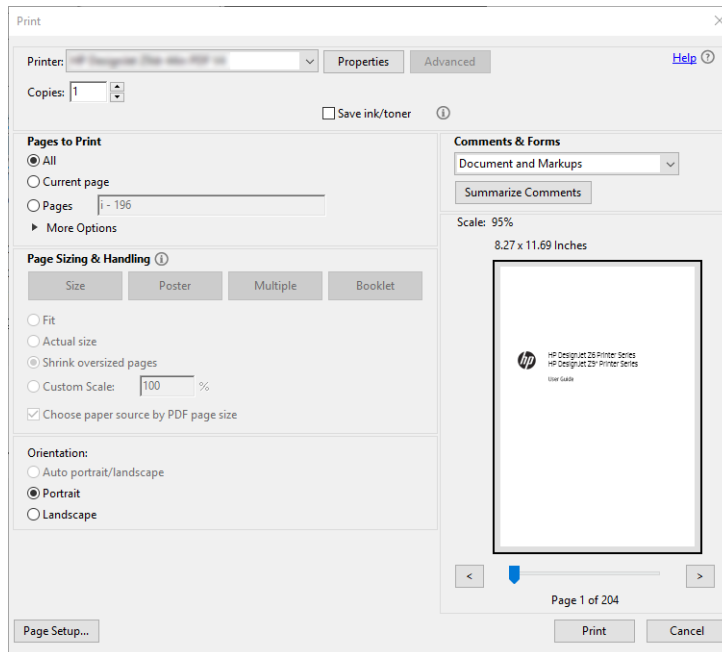 Print
Printer:
Properties
Advanced
Help
Copies: 1
Save ink/toner
Pages to Print
All
Current page
Pages i - 196
More Options
Comments & Forms
Document and Markups
Summarize Comments
Scale: 95%
8.27 x 11.69 Inches
Page Sizing & Handling
Size
Poster
Multiple
Booklet
Fit
Actual size
Shrink oversized pages
Custom Scale: 100 %
Choose paper source by PDF page size
hp
HP DesignJet Z6 Printer Series
HP DesignJet Z9+ Printer Series
User Guide
Orientation:
Auto portrait/landscape
Portrait
Landscape
< >
Page 1 of 204
Page Setup...
Print
Cancel